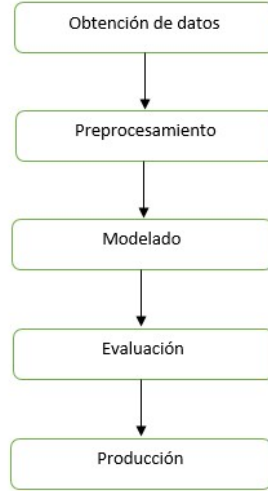 Obtención de datos
Preprocesamiento
Modelado
Evaluación
Producción